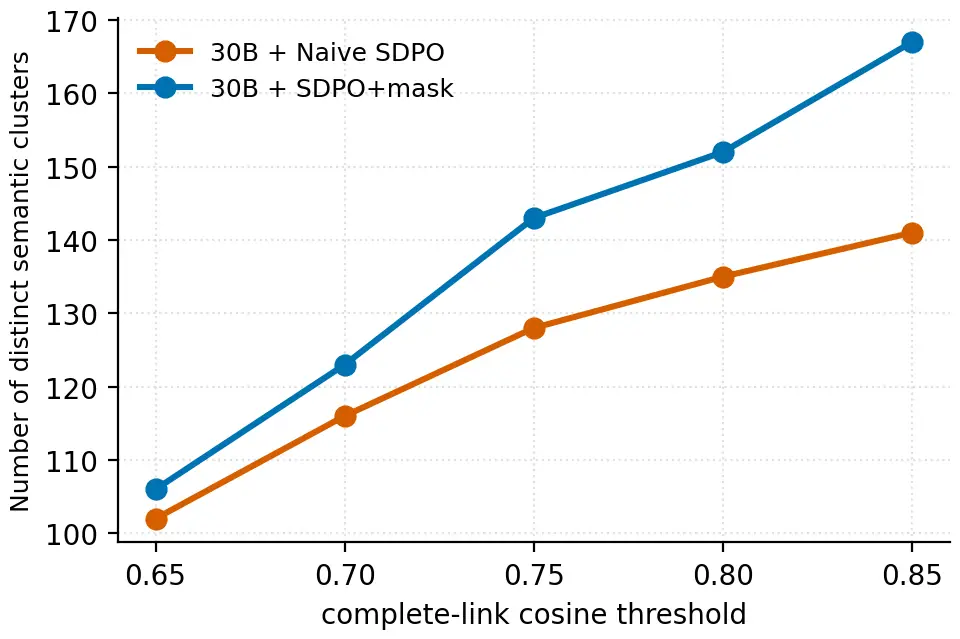 30B + Naive SDPO
30B + SDPO+mask
Number of distinct semantic clusters
170
160
150
140
130
120
110
100
0.65 0.70 0.75 0.80 0.85
complete-link cosine threshold